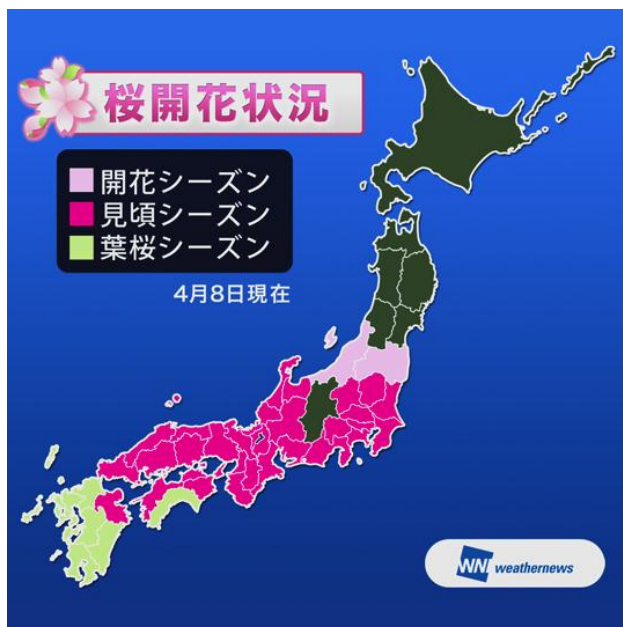 桜開花状況
開花シーズン
見頃シーズン
葉桜シーズン
4月8日現在
WNI weathernews